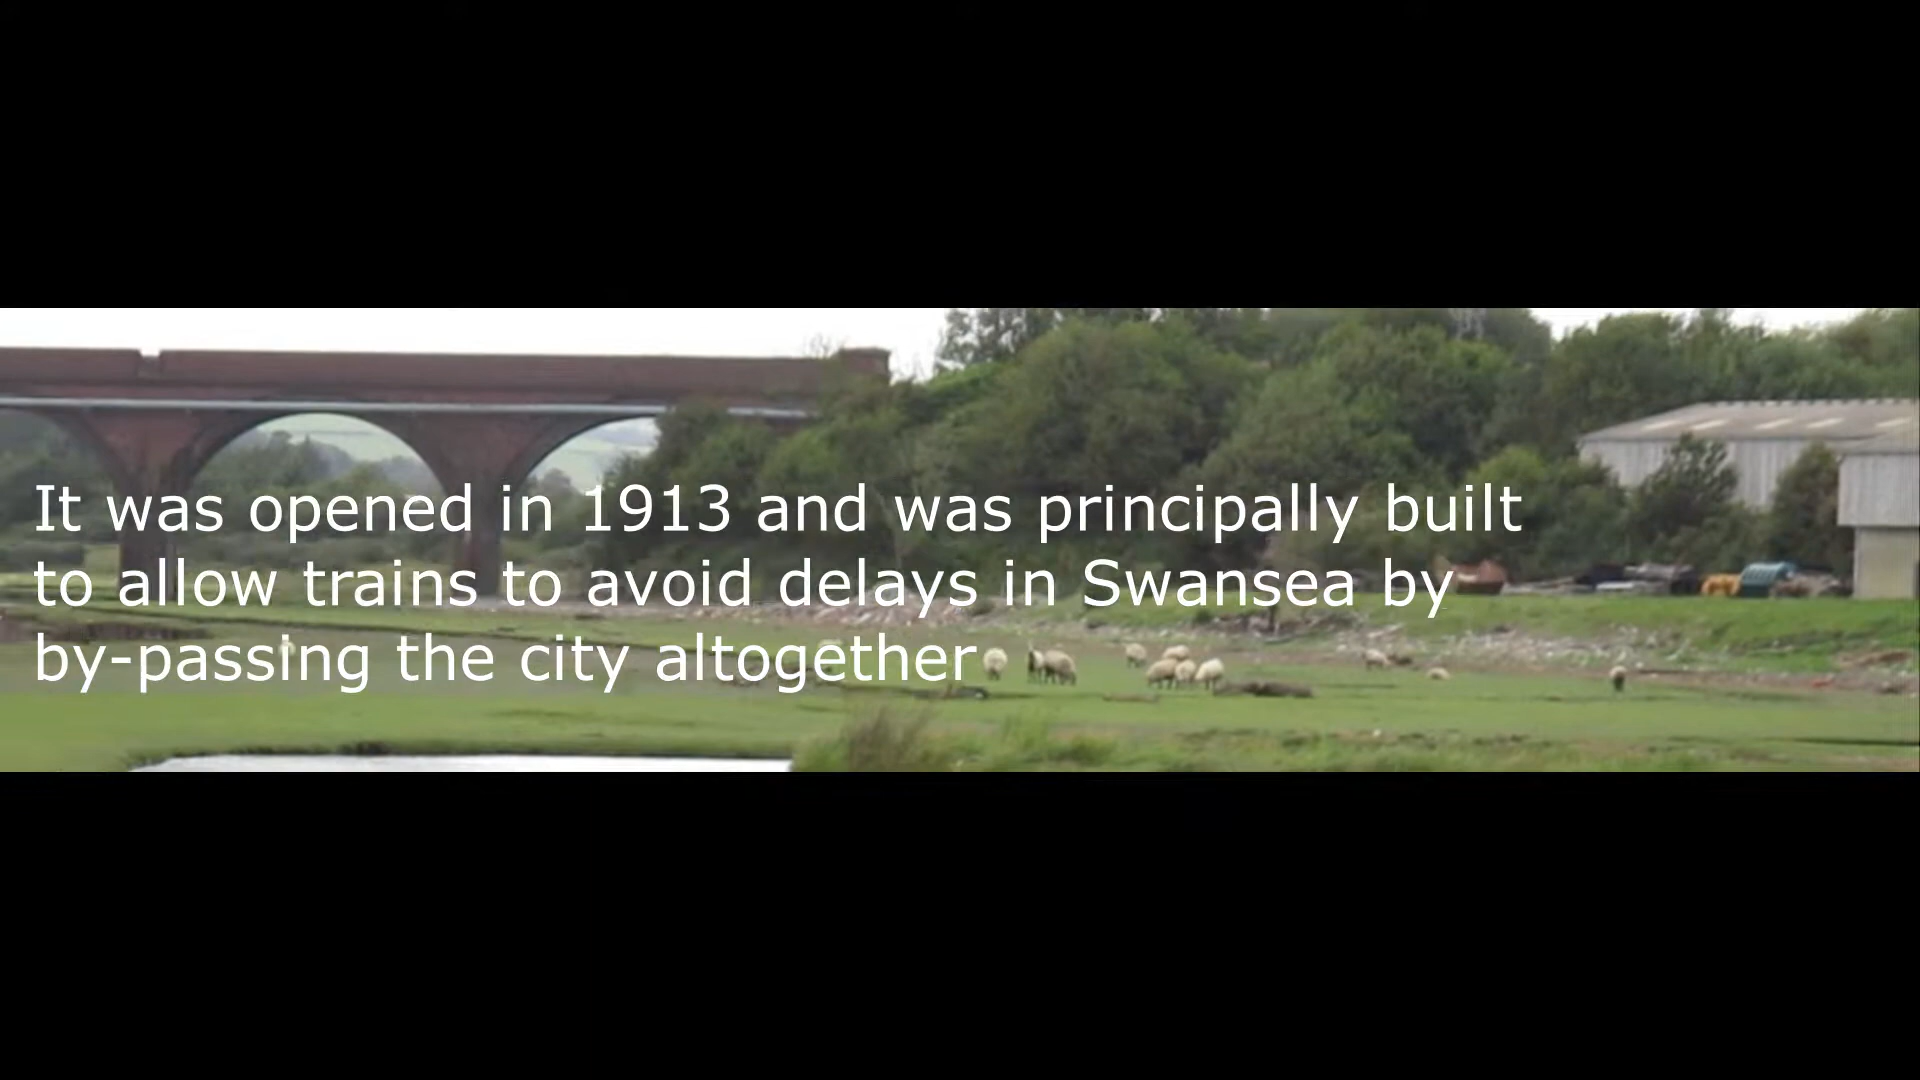 It was opened in 1913 and was principally built
to allow trains to avoid delays in Swansea by
by-passing the city altogether